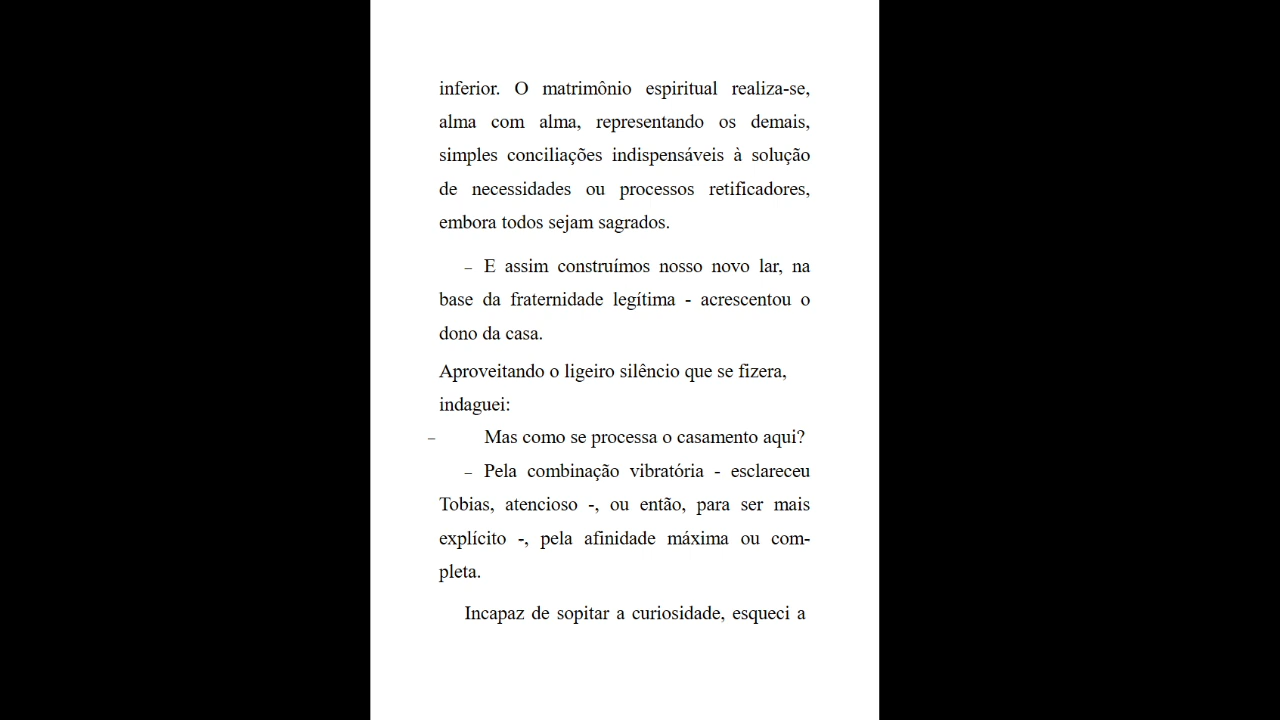 inferior. O matrimônio espiritual realiza-se,
alma com alma, representando os demais,
simples conciliações indispensáveis à solução
de necessidades ou processos retificadores,
embora todos sejam sagrados.
– E assim construímos nosso novo lar, na
base da fraternidade legítima - acrescentou o
dono da casa.
Aproveitando o ligeiro silêncio que se fizera,
indaguei:
– Mas como se processa o casamento aqui?
– Pela combinação vibratória - esclareceu
Tobias, atencioso -, ou então, para ser mais
explícito -, pela afinidade máxima ou com-
pleta.
Incapaz de sopitar a curiosidade, esqueci a